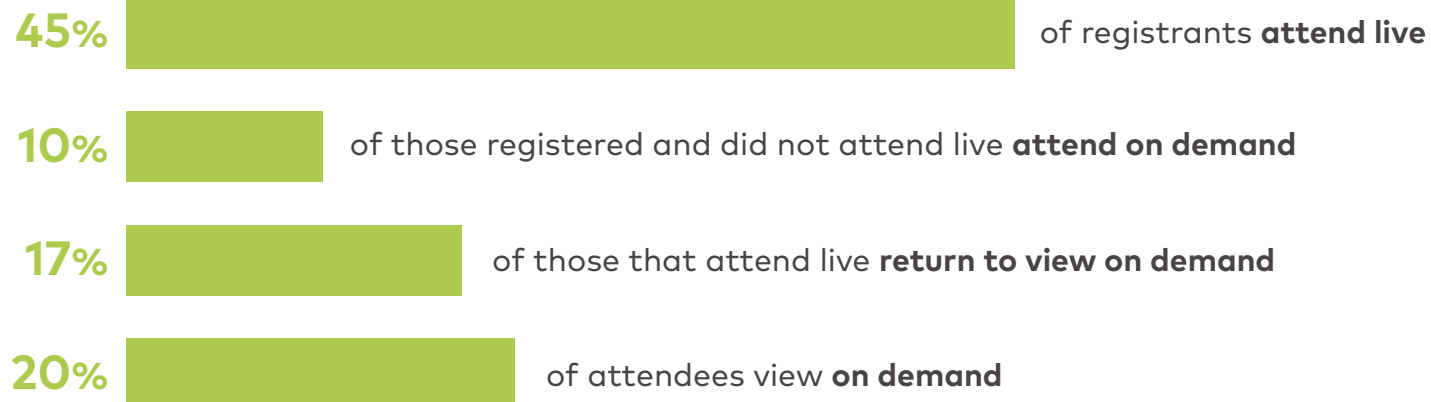 45% of registrants attend live
10% of those registered and did not attend live attend on demand
17% of those that attend live return to view on demand
20% of attendees view on demand